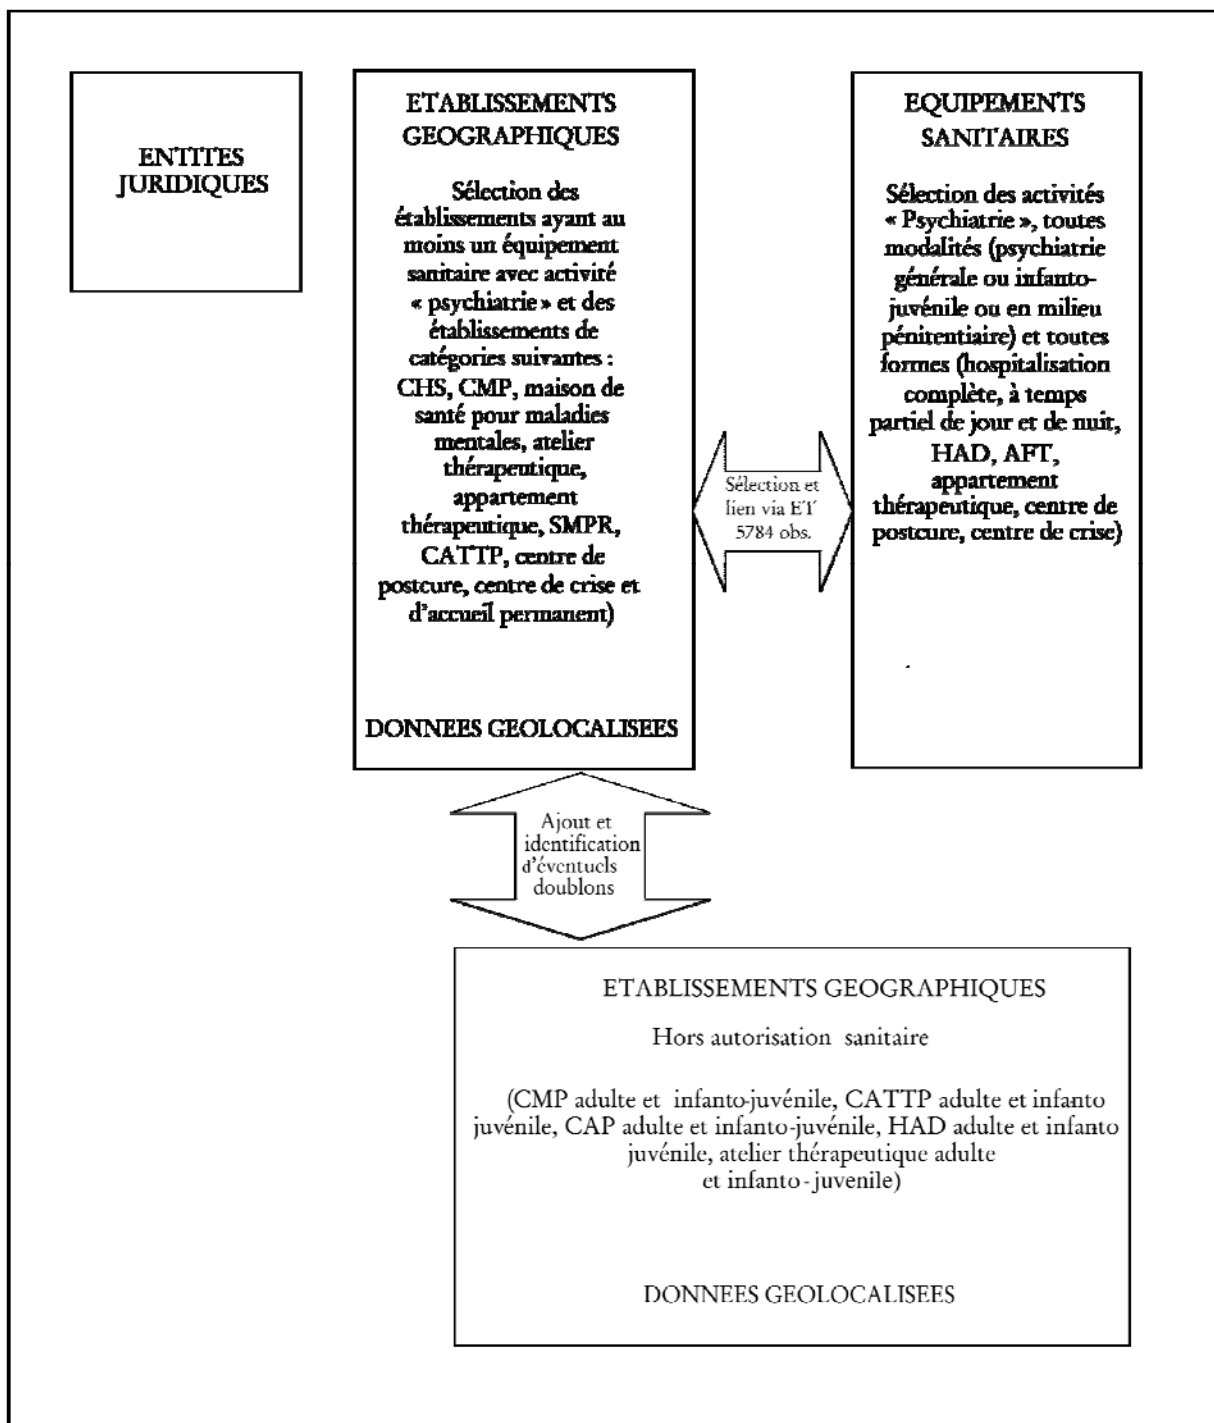 ENTITES
JURIDIQUES
ETABLISSEMENTS
GEOGRAPHIQUES
Sélection des
établissements ayant au
moins un équipement
sanitaire avec activité
« psychiatrie » et des
établissements de
catégories suivantes :
CHS, CMP, maison de
santé pour maladies
mentales, atelier
thérapeutique,
appartement
thérapeutique, SMPR,
CATTP, centre de
postcure, centre de crise et
d'accueil permanent)
DONNEES GEOLOCALISEES
Sélection et
lien via ET
5784 obs.
EQUIPEMENTS
SANITAIRES
Sélection des activités
« Psychiatrie », toutes
modalités (psychiatrie
générale ou infanto-
juvénile ou en milieu
pénitentiaire) et toutes
formes (hospitalisation
complète, à temps
partiel de jour et de nuit,
HAD, AFT,
appartement
thérapeutique, centre de
postcure, centre de crise)
Ajout et
identification
d'éventuels
doublons
ETABLISSEMENTS GEOGRAPHIQUES
Hors autorisation sanitaire
(CMP adulte et infanto-juvénile, CATTP adulte et infanto
juvénile, CAP adulte et infanto-juvénile, HAD adulte et infanto
juvénile, atelier thérapeutique adulte
et infanto-juvenile)
DONNEES GEOLOCALISEES